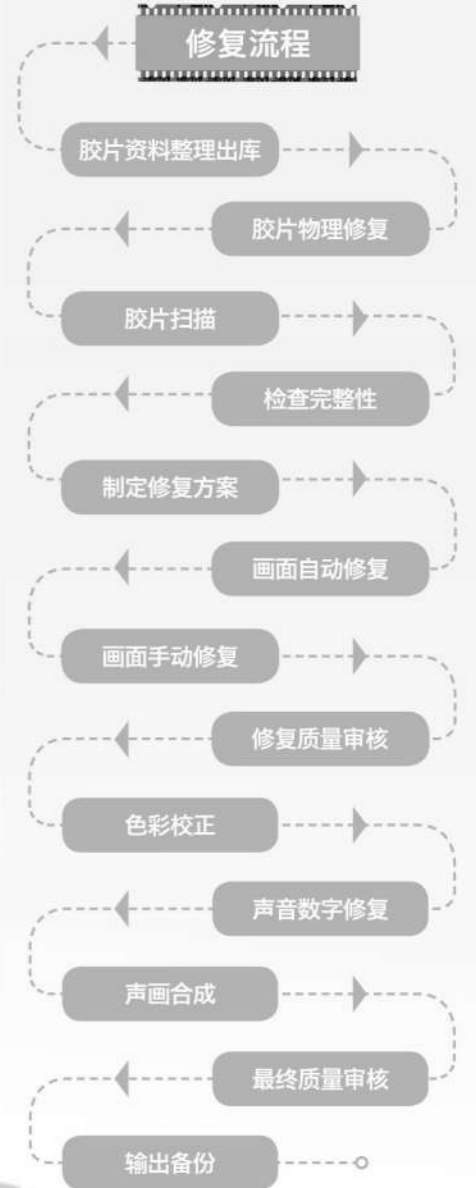 修复流程
胶片资料整理出库
胶片物理修复
胶片扫描
检查完整性
制定修复方案
画面自动修复
画面手动修复
修复质量审核
色彩校正
声音数字修复
声画合成
最终质量审核
输出备份